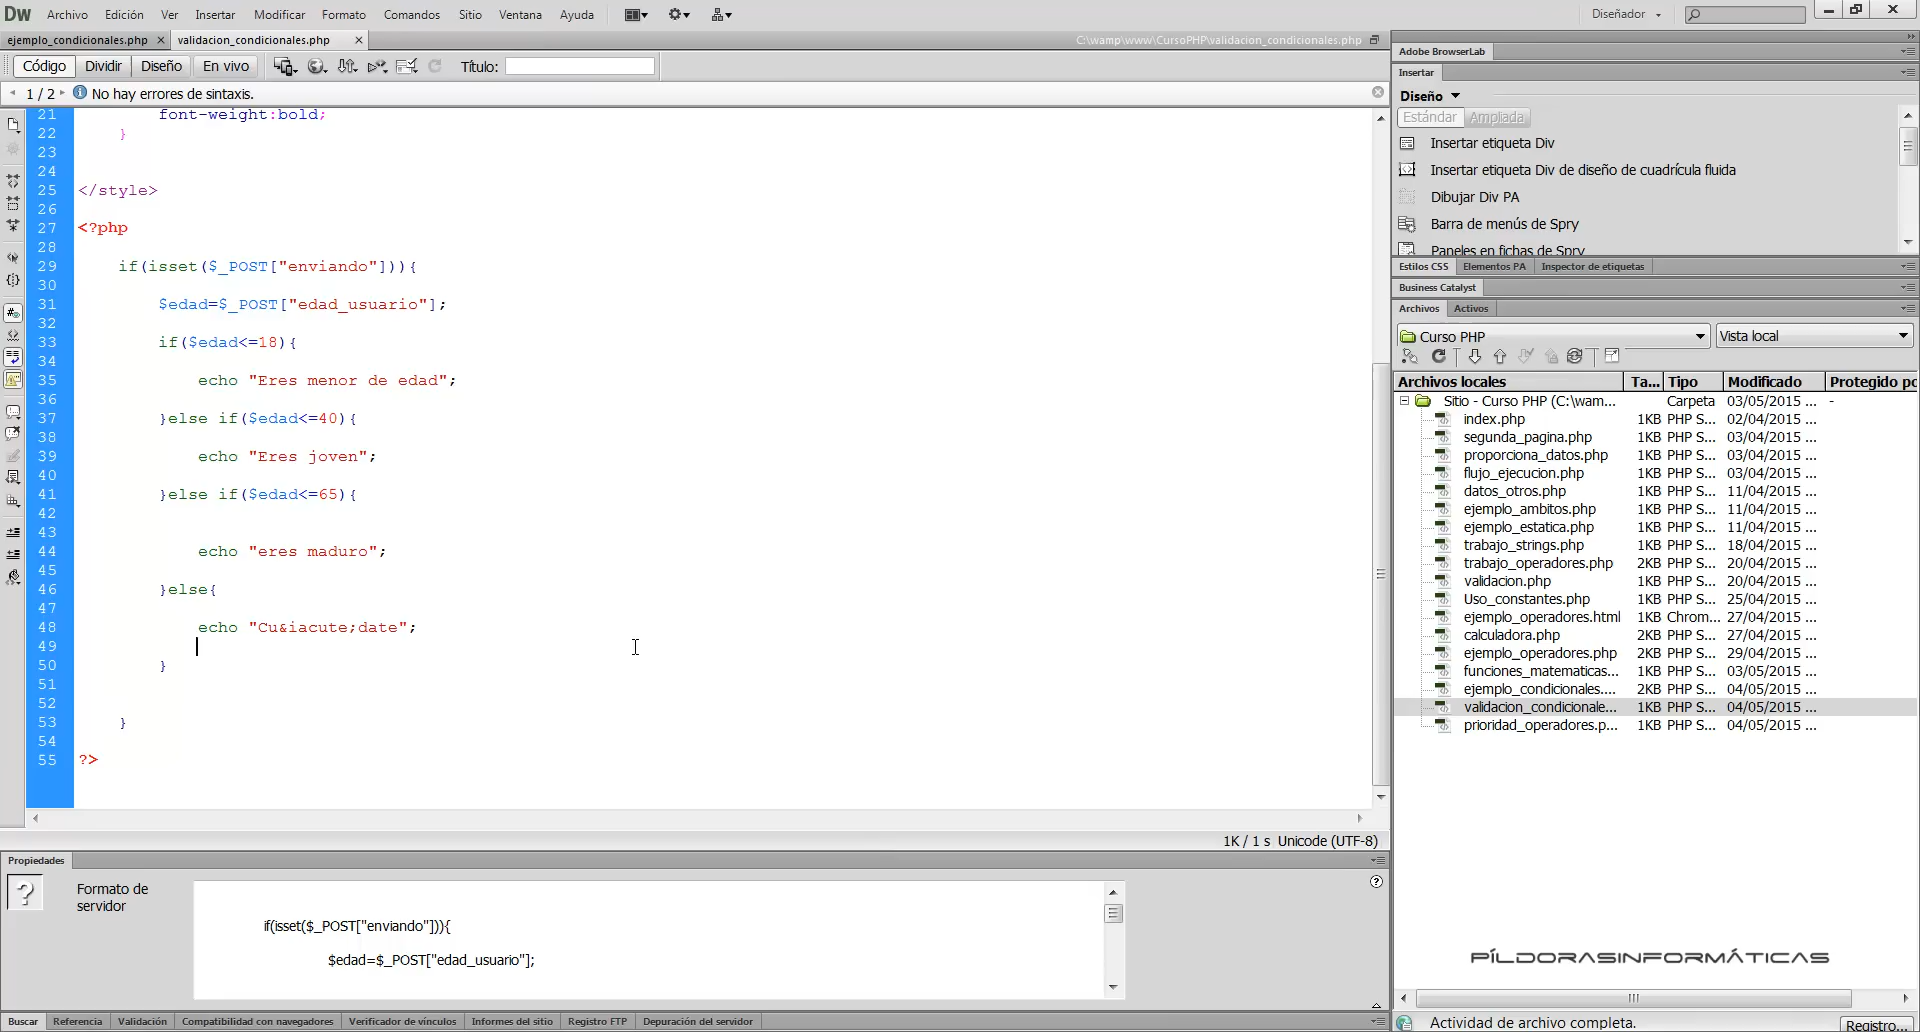 Dw Archivo Edición Ver Insertar Modificar Formato Comandos Sitio Ventana Ayuda Diseñador
ejemplo_condicionales.php validacion_condicionales.php C:\wamp\www\CursoPHP\validacion_condicionales.php
Código Dividir Diseño En vivo Título:
1 / 2 No hay errores de sintaxis.
21 font-weight:bold;
22 }
23
24
25 </style>
26
27 <?php
28
29 if(isset($_POST["enviando"])){
30
31 $edad=$_POST["edad_usuario"];
32
33 if($edad<=18){
34
35 echo "Eres menor de edad";
36
37 }else if($edad<=40){
38
39 echo "Eres joven";
40
41 }else if($edad<=65){
42
43
44 echo "eres maduro";
45
46 }else{
47
48 echo "Cu&iacute;date";
49
50 }
51
52
53 }
54
55 ?>
1K / 1 s Unicode (UTF-8)
Propiedades
Formato de
servidor
if(isset($_POST["enviando"])){
$edad=$_POST["edad_usuario"];
Buscar Referencia Validación Compatibilidad con navegadores Verificador de vínculos Informes del sitio Registro FTP Depuración del servidor
Adobe BrowserLab
Insertar
Diseño
Estándar Ampliada
Insertar etiqueta Div
Insertar etiqueta Div de diseño de cuadrícula fluida
Dibujar Div PA
Barra de menús de Spry
Paneles en fichas de Spry
Estilos CSS Elementos PA Inspector de etiquetas
Business Catalyst
Archivos Activos
Curso PHP Vista local
Archivos locales Ta... Tipo Modificado Protegido po
Sitio - Curso PHP (C:\wam... Carpeta 03/05/2015 ... -
index.php 1KB PHP S... 02/04/2015 ...
segunda_pagina.php 1KB PHP S... 03/04/2015 ...
proporciona_datos.php 1KB PHP S... 03/04/2015 ...
flujo_ejecucion.php 1KB PHP S... 03/04/2015 ...
datos_otros.php 1KB PHP S... 11/04/2015 ...
ejemplo_ambitos.php 1KB PHP S... 11/04/2015 ...
ejemplo_estatica.php 1KB PHP S... 11/04/2015 ...
trabajo_strings.php 1KB PHP S... 18/04/2015 ...
trabajo_operadores.php 2KB PHP S... 20/04/2015 ...
validacion.php 1KB PHP S... 20/04/2015 ...
Uso_constantes.php 1KB PHP S... 25/04/2015 ...
ejemplo_operadores.html 1KB Chrom... 27/04/2015 ...
calculadora.php 2KB PHP S... 27/04/2015 ...
ejemplo_operadores.php 2KB PHP S... 29/04/2015 ...
funciones_matematicas... 1KB PHP S... 03/05/2015 ...
ejemplo_condicionales.... 2KB PHP S... 04/05/2015 ...
validacion_condicionale... 1KB PHP S... 04/05/2015 ...
prioridad_operadores.p... 1KB PHP S... 04/05/2015 ...
PÍLDORASINFORMÁTICAS
Actividad de archivo completa. Registro...